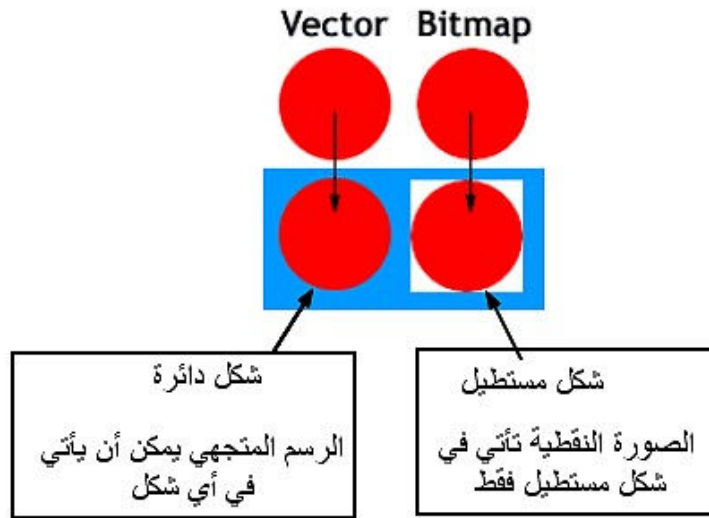 Vector Bitmap
شكل دائرة
الرسم المتجهي يمكن أن يأتي
في أي شكل
شكل مستطيل
الصورة النقطية تأتي في
شكل مستطيل فقط